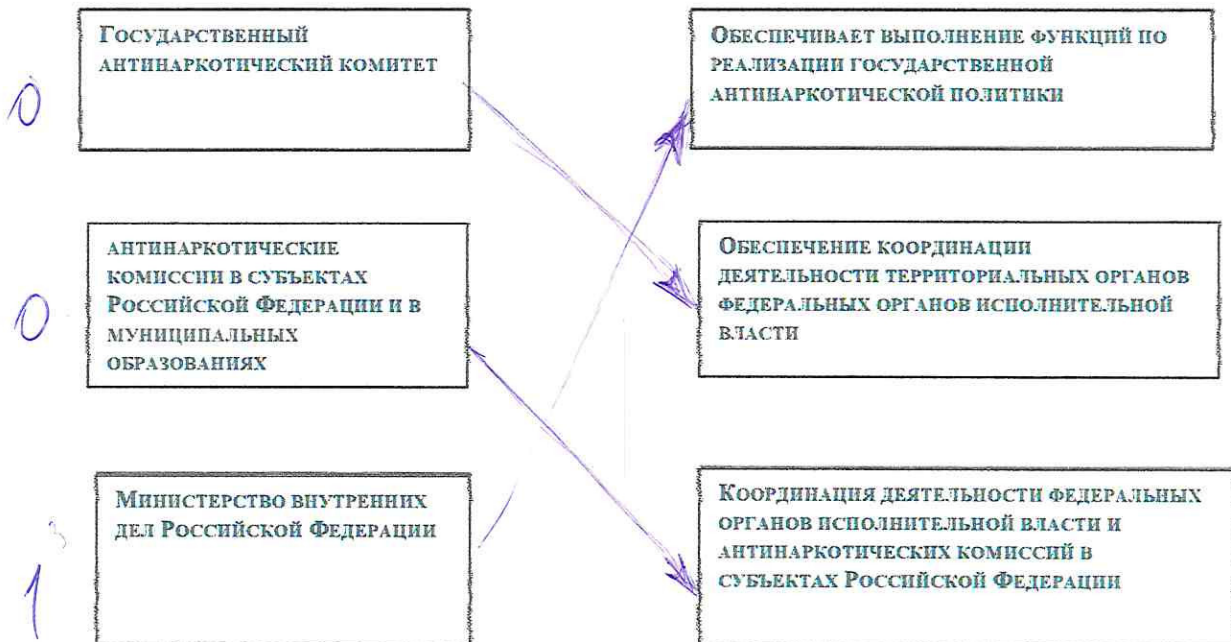 0
ГОСУДАРСТВЕННЫЙ
АНТИНАРКОТИЧЕСКИЙ КОМИТЕТ
ОБЕСПЕЧИВАЕТ ВЫПОЛНЕНИЕ ФУНКЦИЙ ПО
РЕАЛИЗАЦИИ ГОСУДАРСТВЕННОЙ
АНТИНАРКОТИЧЕСКОЙ ПОЛИТИКИ
0
АНТИНАРКОТИЧЕСКИЕ
КОМИССИИ В СУБЪЕКТАХ
РОССИЙСКОЙ ФЕДЕРАЦИИ И В
МУНИЦИПАЛЬНЫХ
ОБРАЗОВАНИЯХ
ОБЕСПЕЧЕНИЕ КООРДИНАЦИИ
ДЕЯТЕЛЬНОСТИ ТЕРРИТОРИАЛЬНЫХ ОРГАНОВ
ФЕДЕРАЛЬНЫХ ОРГАНОВ ИСПОЛНИТЕЛЬНОЙ
ВЛАСТИ
1
3
МИНИСТЕРСТВО ВНУТРЕННИХ
ДЕЛ РОССИЙСКОЙ ФЕДЕРАЦИИ
КООРДИНАЦИЯ ДЕЯТЕЛЬНОСТИ ФЕДЕРАЛЬНЫХ
ОРГАНОВ ИСПОЛНИТЕЛЬНОЙ ВЛАСТИ И
АНТИНАРКОТИЧЕСКИХ КОМИССИЙ В
СУБЪЕКТАХ РОССИЙСКОЙ ФЕДЕРАЦИИ